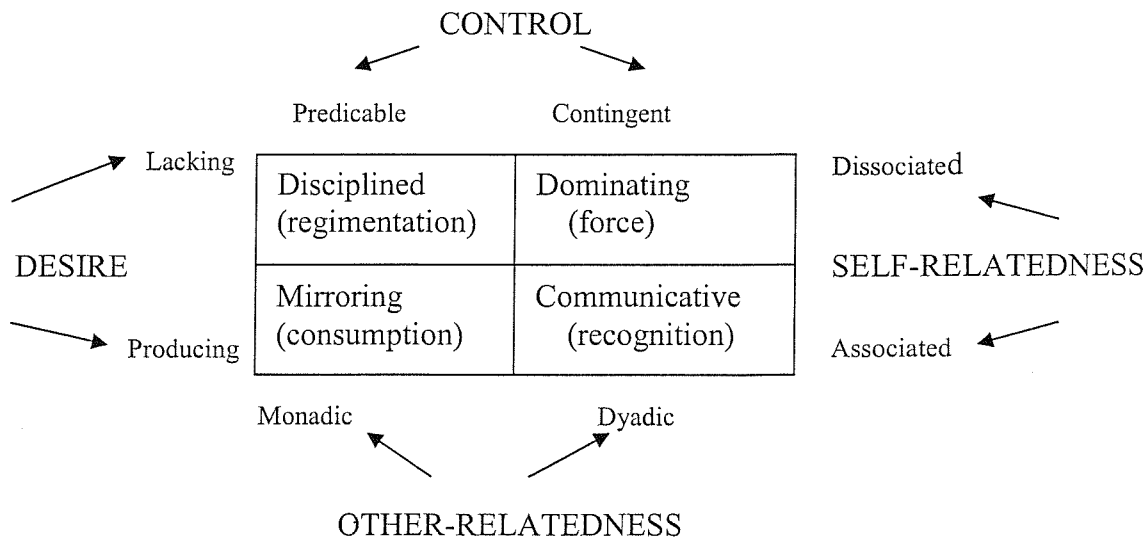 CONTROL
Predicable Contingent
Lacking
Disciplined
(regimentation)
Dominating
(force)
Dissociated
DESIRE
SELF-RELATEDNESS
Mirroring
(consumption)
Communicative
(recognition)
Producing
Associated
Monadic Dyadic
OTHER-RELATEDNESS